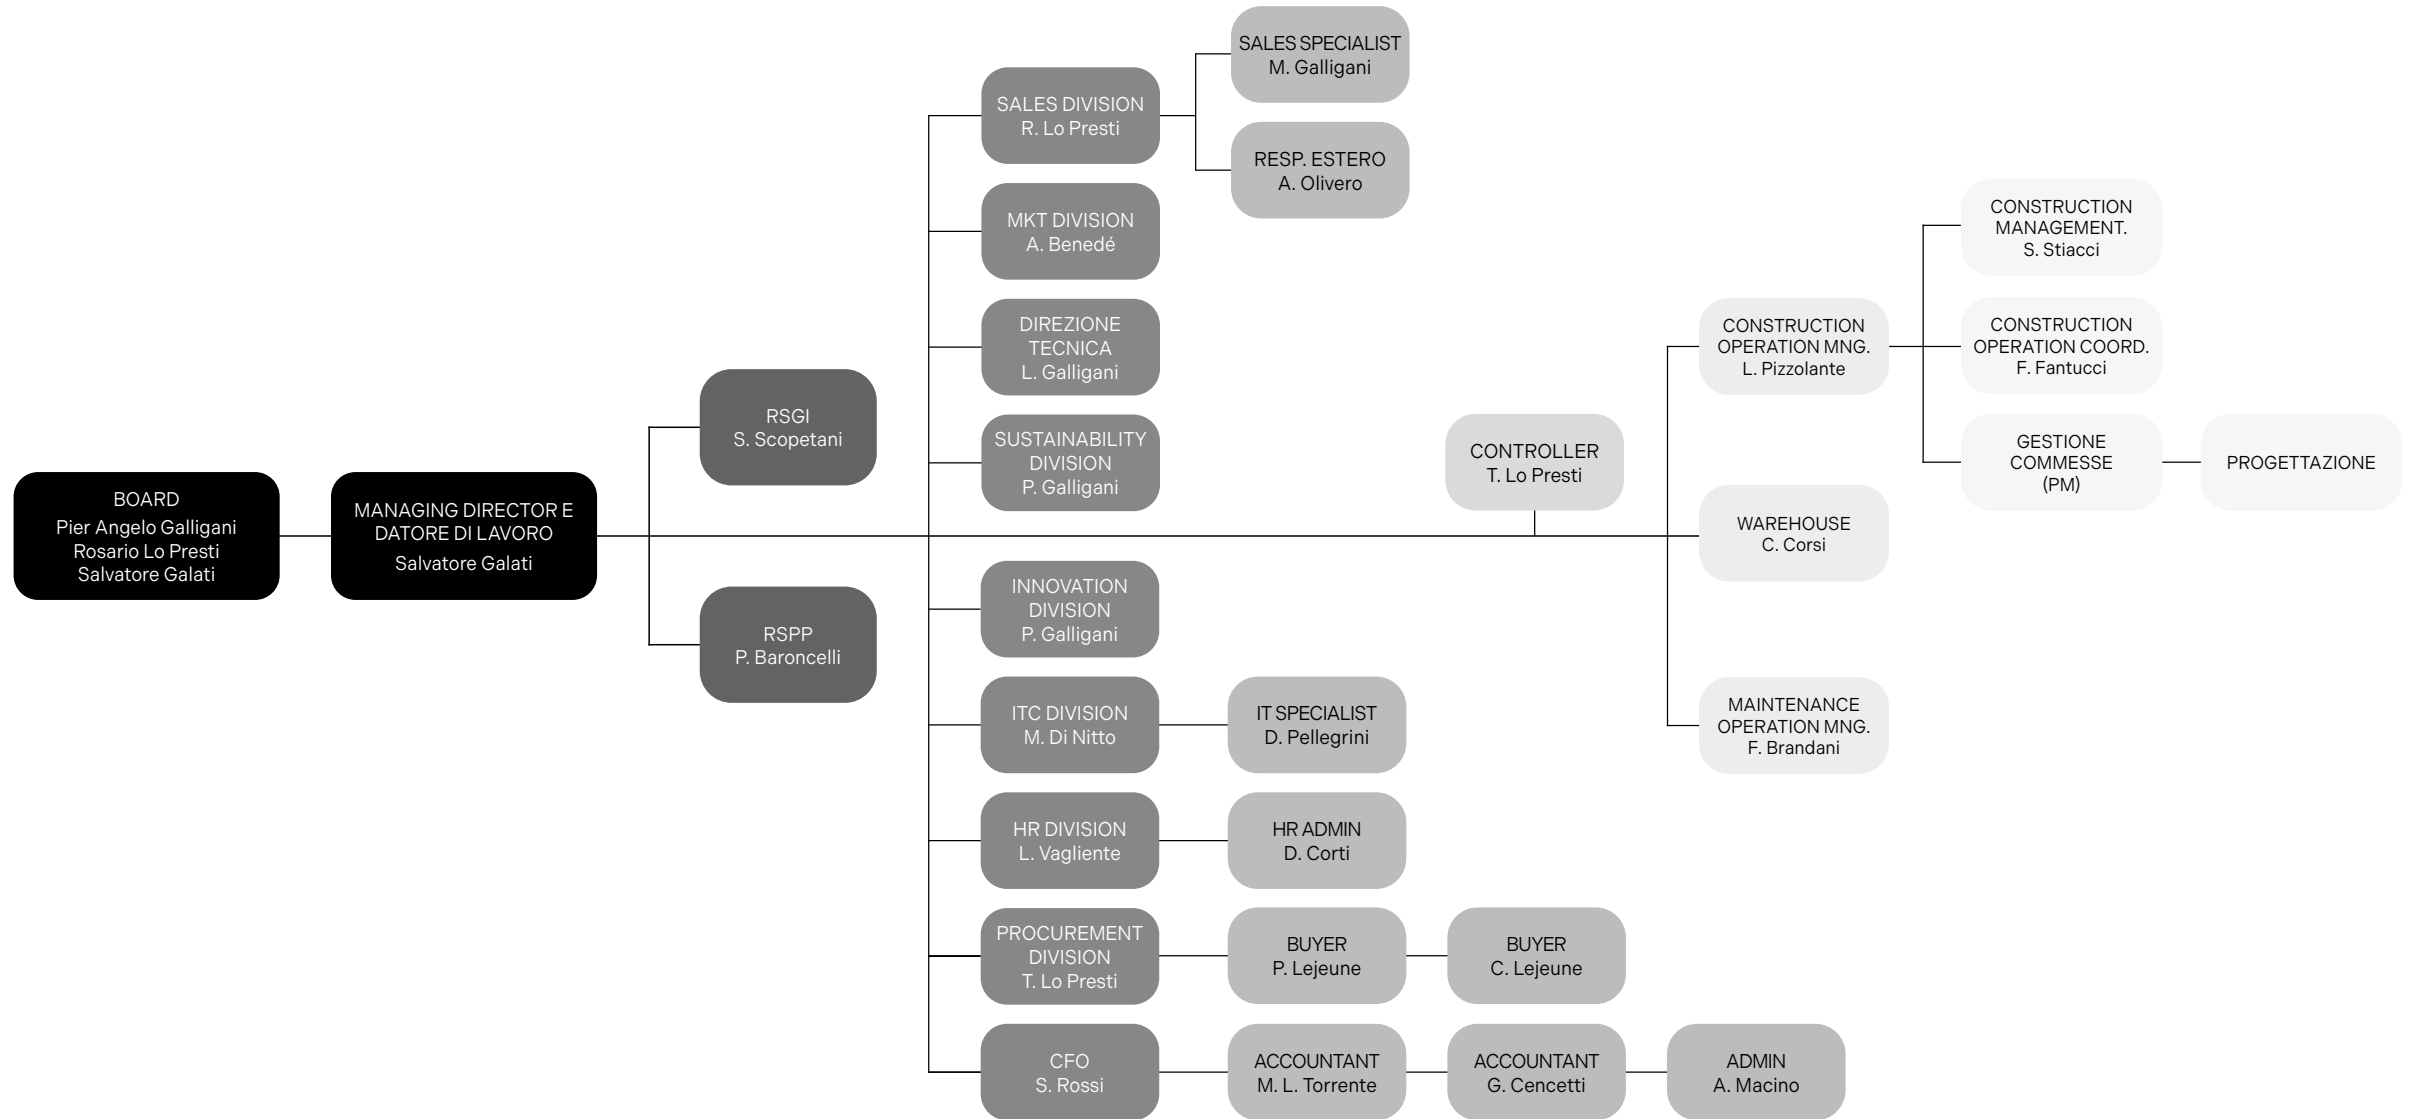 BOARD
Pier Angelo Galligani
Rosario Lo Presti
Salvatore Galati
MANAGING DIRECTOR E
DATORE DI LAVORO
Salvatore Galati
RSGI
S. Scopetani
RSPP
P. Baroncelli
SALES DIVISION
R. Lo Presti
SALES SPECIALIST
M. Galligani
RESP. ESTERO
A. Olivero
MKT DIVISION
A. Benedé
DIREZIONE
TECNICA
L. Galligani
SUSTAINABILITY
DIVISION
P. Galligani
INNOVATION
DIVISION
P. Galligani
ITC DIVISION
M. Di Nitto
IT SPECIALIST
D. Pellegrini
HR DIVISION
L. Vagliente
HR ADMIN
D. Corti
PROCUREMENT
DIVISION
T. Lo Presti
BUYER
P. Lejeune
BUYER
C. Lejeune
CFO
S. Rossi
ACCOUNTANT
M. L. Torrente
ACCOUNTANT
G. Cencetti
ADMIN
A. Macino
CONTROLLER
T. Lo Presti
CONSTRUCTION
OPERATION MNG.
L. Pizzolante
CONSTRUCTION
MANAGEMENT.
S. Stiacci
CONSTRUCTION
OPERATION COORD.
F. Fantucci
GESTIONE
COMMESSE
(PM)
PROGETTAZIONE
WAREHOUSE
C. Corsi
MAINTENANCE
OPERATION MNG.
F. Brandani